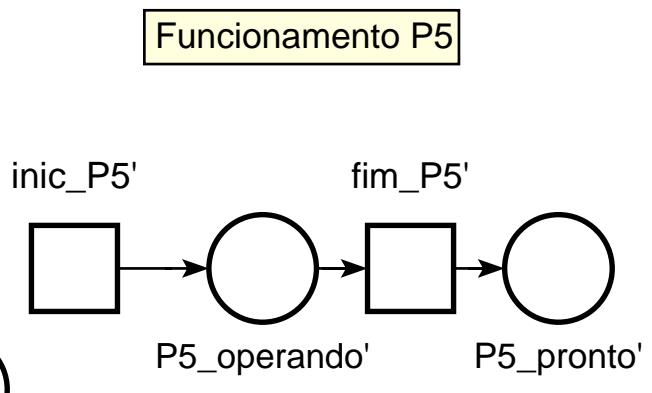 Funcionamento P5
inic_P5' fim_P5'
P5_operando' P5_pronto'